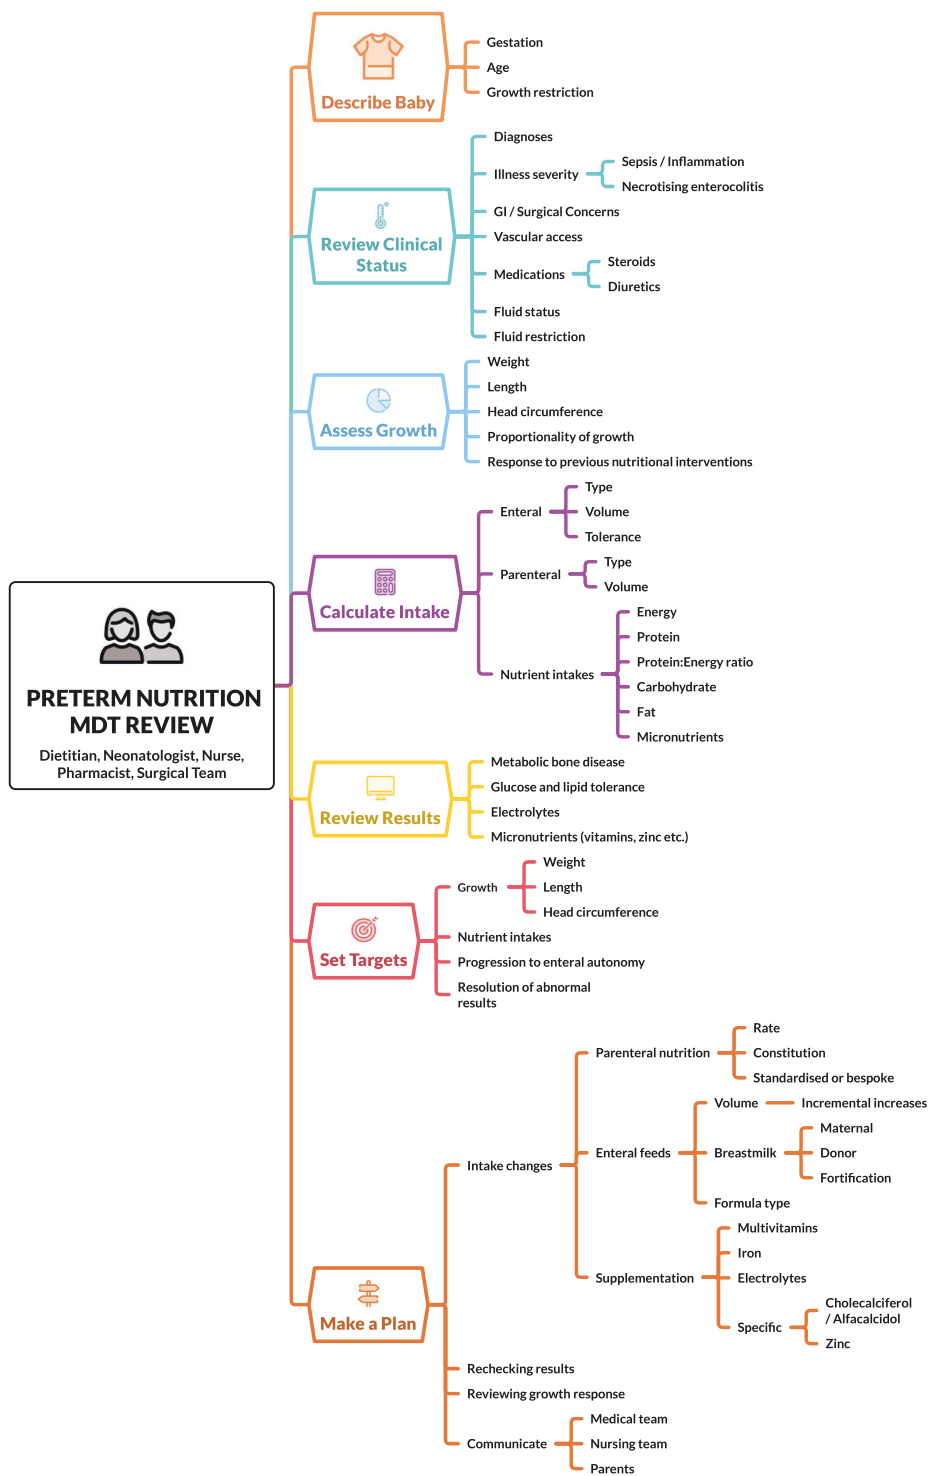 Describe Baby
Gestation
Age
Growth restriction
Review Clinical
Status
Diagnoses
Illness severity
Sepsis / Inflammation
Necrotising enterocolitis
GI / Surgical Concerns
Vascular access
Medications
Steroids
Diuretics
Fluid status
Fluid restriction
Assess Growth
Weight
Length
Head circumference
Proportionality of growth
Response to previous nutritional interventions
PRETERM NUTRITION
MDT REVIEW
Dietitian, Neonatologist, Nurse,
Pharmacist, Surgical Team
Calculate Intake
Enteral
Type
Volume
Tolerance
Parenteral
Type
Volume
Nutrient intakes
Energy
Protein
Protein:Energy ratio
Carbohydrate
Fat
Micronutrients
Review Results
Metabolic bone disease
Glucose and lipid tolerance
Electrolytes
Micronutrients (vitamins, zinc etc.)
Set Targets
Growth
Weight
Length
Head circumference
Nutrient intakes
Progression to enteral autonomy
Resolution of abnormal
results
Make a Plan
Intake changes
Parenteral nutrition
Rate
Constitution
Standardised or bespoke
Enteral feeds
Volume
Incremental increases
Breastmilk
Maternal
Donor
Fortification
Formula type
Supplementation
Multivitamins
Iron
Electrolytes
Specific
Cholecalciferol
/ Alfacalcidol
Zinc
Rechecking results
Reviewing growth response
Communicate
Medical team
Nursing team
Parents